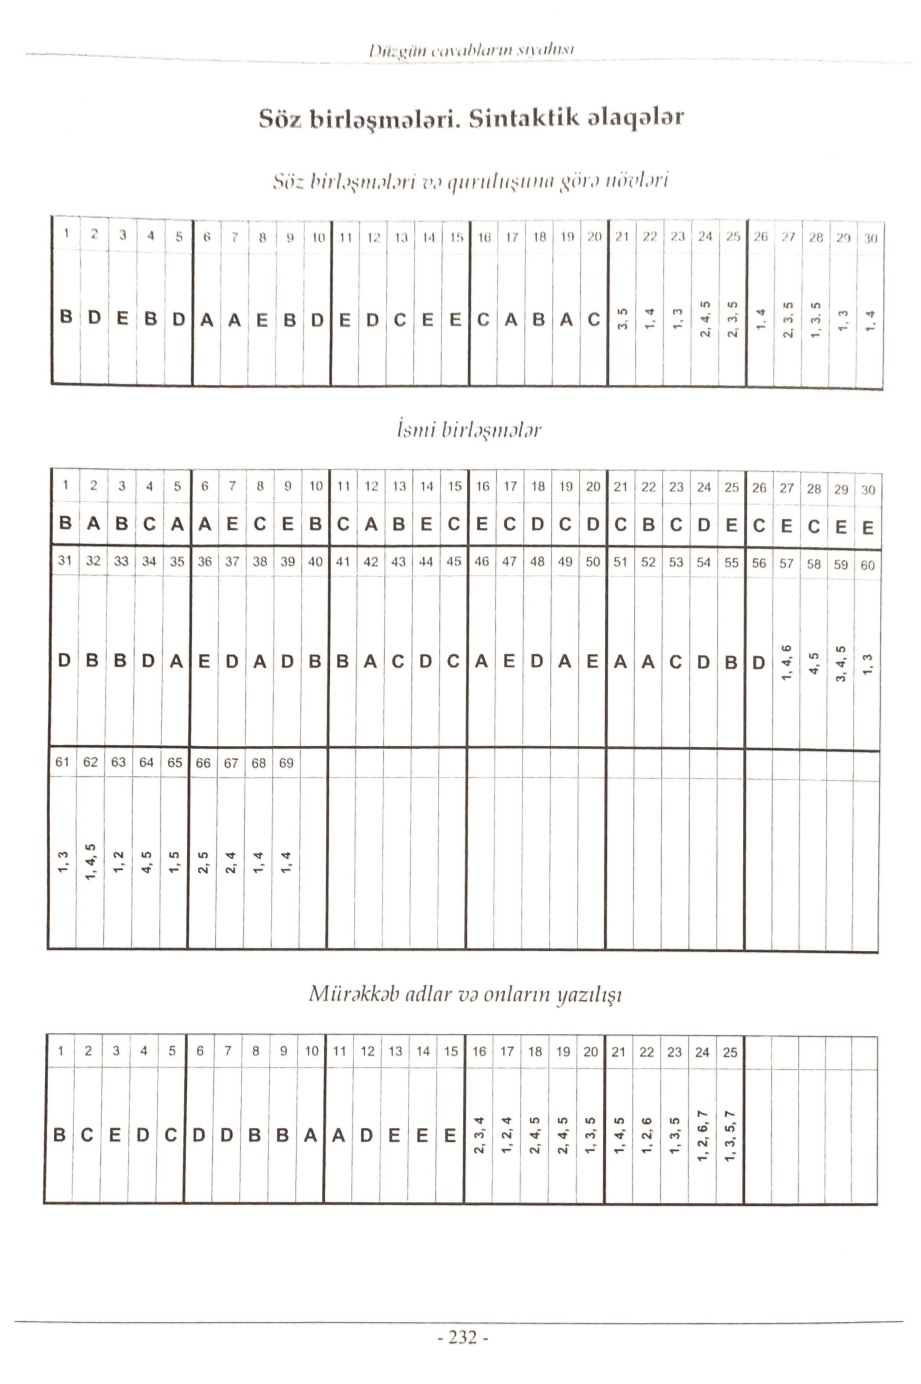 Düzgün cavabların siyahısı
Söz birləşmələri. Sintaktik əlaqələr
Söz birləşmələri və quruluşuna görə növləri
1 2 3 4 5 6 7 8 9 10 11 12 13 14 15 16 17 18 19 20 21 22 23 24 25 26 27 28 29 30
B D E B D A A E B D E D C E E C A B A C 3, 5 1, 4 1, 3 2, 4, 5 2, 3, 5 1, 4 2, 3, 5 1, 3, 5 1, 3 1, 4
İsmi birləşmələr
1 2 3 4 5 6 7 8 9 10 11 12 13 14 15 16 17 18 19 20 21 22 23 24 25 26 27 28 29 30
B A B C A A E C E B C A B E C E C D C D C B C D E C E C E E
31 32 33 34 35 36 37 38 39 40 41 42 43 44 45 46 47 48 49 50 51 52 53 54 55 56 57 58 59 60
D B B D A E D A D B B A C D C A E D A E A A C D B D 1, 4, 6 4, 5 3, 4, 5 1, 3
61 62 63 64 65 66 67 68 69
1, 3 1, 4, 5 1, 2 4, 5 1, 5 2, 5 2, 4 1, 4 1, 4
Mürəkkəb adlar və onların yazılışı
1 2 3 4 5 6 7 8 9 10 11 12 13 14 15 16 17 18 19 20 21 22 23 24 25
B C E D C D D B B A A D E E E 2, 3, 4 1, 2, 4 2, 4, 5 2, 4, 5 1, 3, 5 1, 4, 5 1, 2, 6 1, 3, 5 1, 2, 6, 7 1, 3, 5, 7
- 232 -